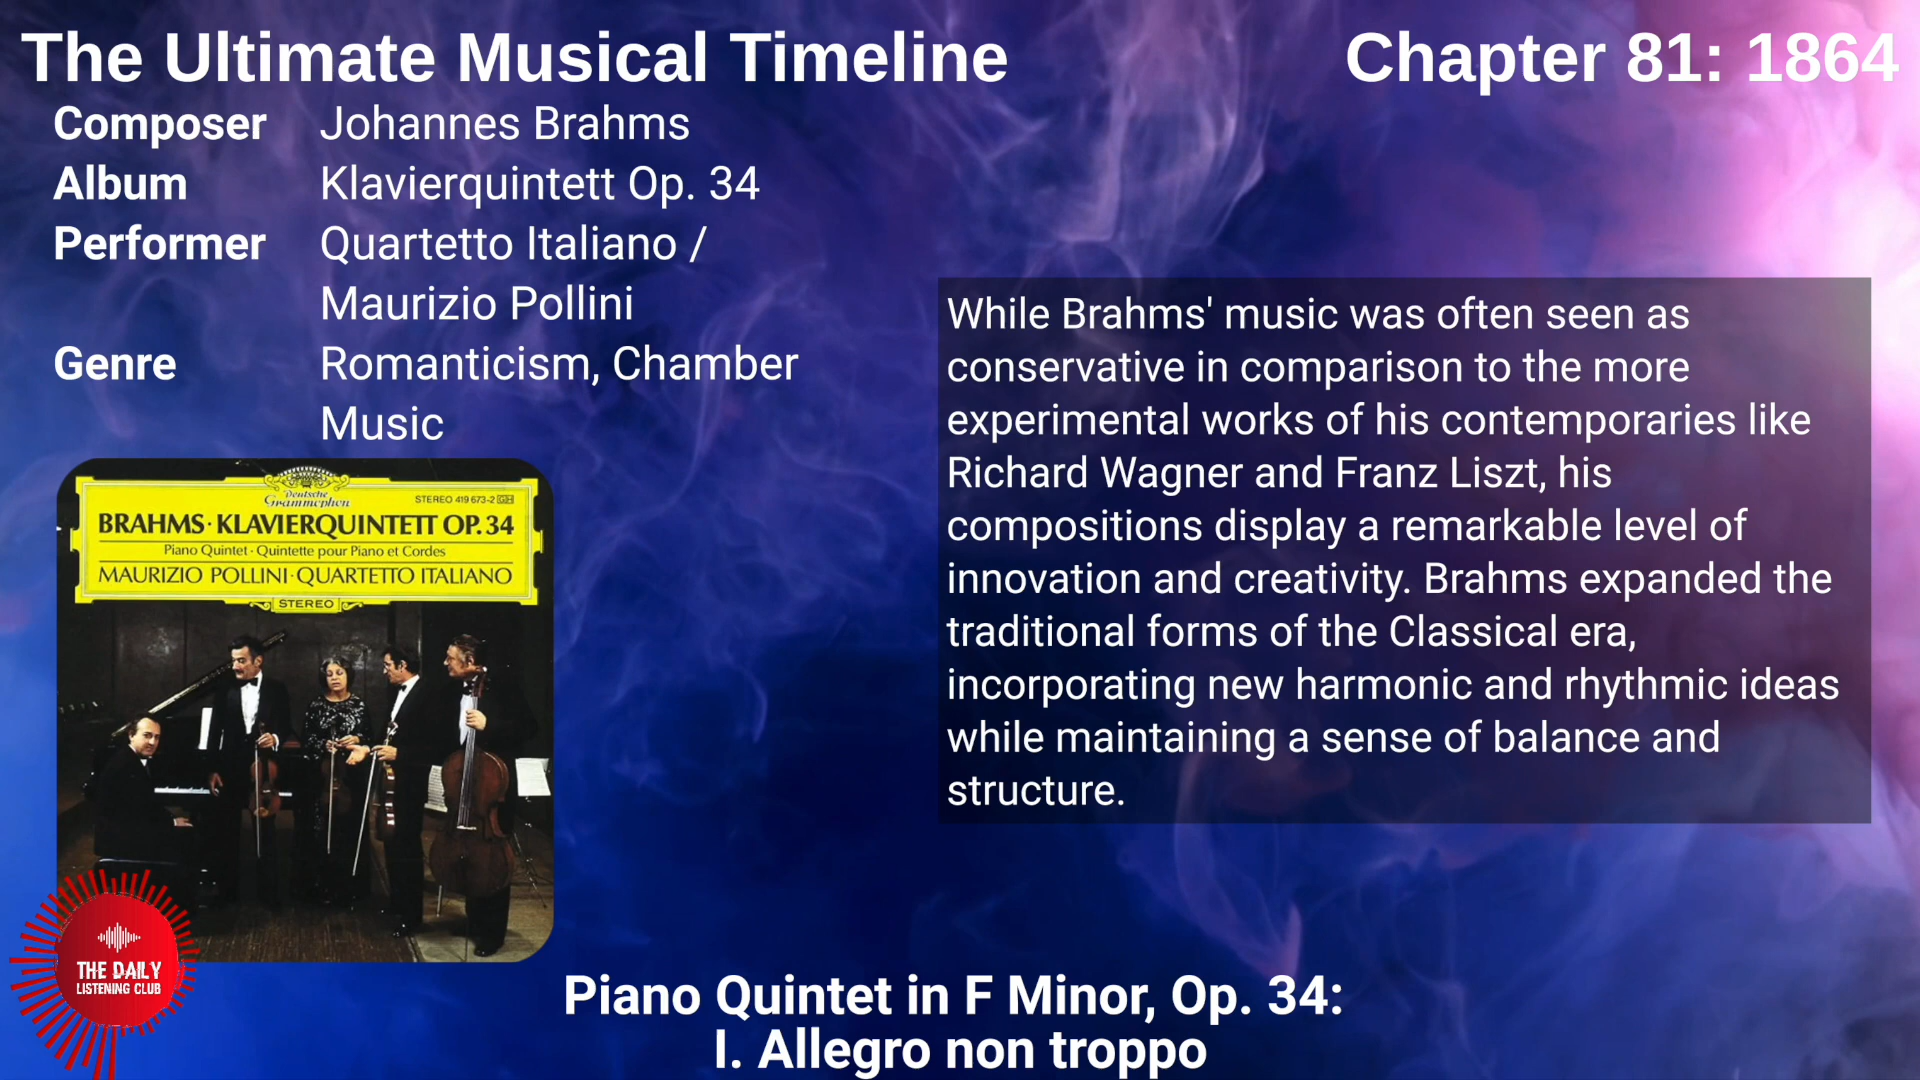 The Ultimate Musical Timeline
Chapter 81: 1864
Composer Johannes Brahms
Album Klavierquintett Op. 34
Performer Quartetto Italiano /
Maurizio Pollini
Genre Romanticism, Chamber
Music
Deutsche
Grammophon
STEREO 419 673-2 GH
BRAHMS · KLAVIERQUINTETT OP. 34
Piano Quintet · Quintette pour Piano et Cordes
MAURIZIO POLLINI · QUARTETTO ITALIANO
STEREO
While Brahms' music was often seen as
conservative in comparison to the more
experimental works of his contemporaries like
Richard Wagner and Franz Liszt, his
compositions display a remarkable level of
innovation and creativity. Brahms expanded the
traditional forms of the Classical era,
incorporating new harmonic and rhythmic ideas
while maintaining a sense of balance and
structure.
THE DAILY
LISTENING CLUB
Piano Quintet in F Minor, Op. 34:
I. Allegro non troppo